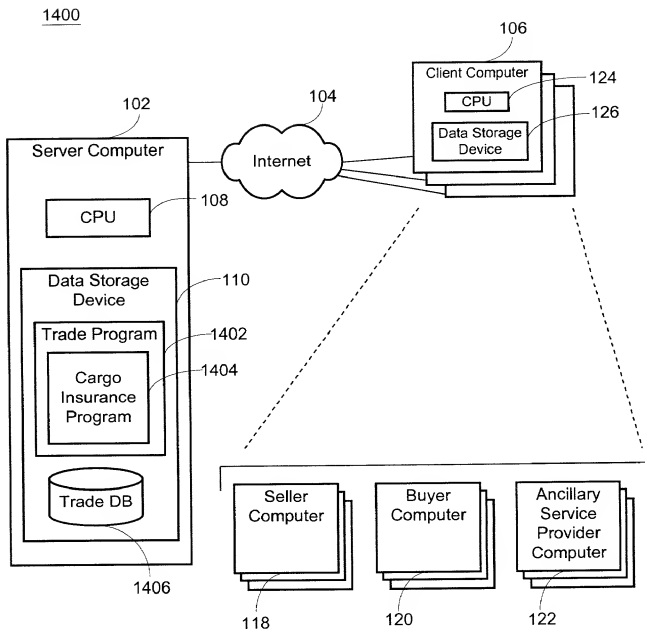 1400
106
Client Computer
CPU
124
Data Storage
Device
126
102
104
Server Computer
Internet
CPU
108
Data Storage
Device
110
Trade Program
1402
Cargo
Insurance
Program
1404
Trade DB
1406
Seller
Computer
118
Buyer
Computer
120
Ancillary
Service
Provider
Computer
122